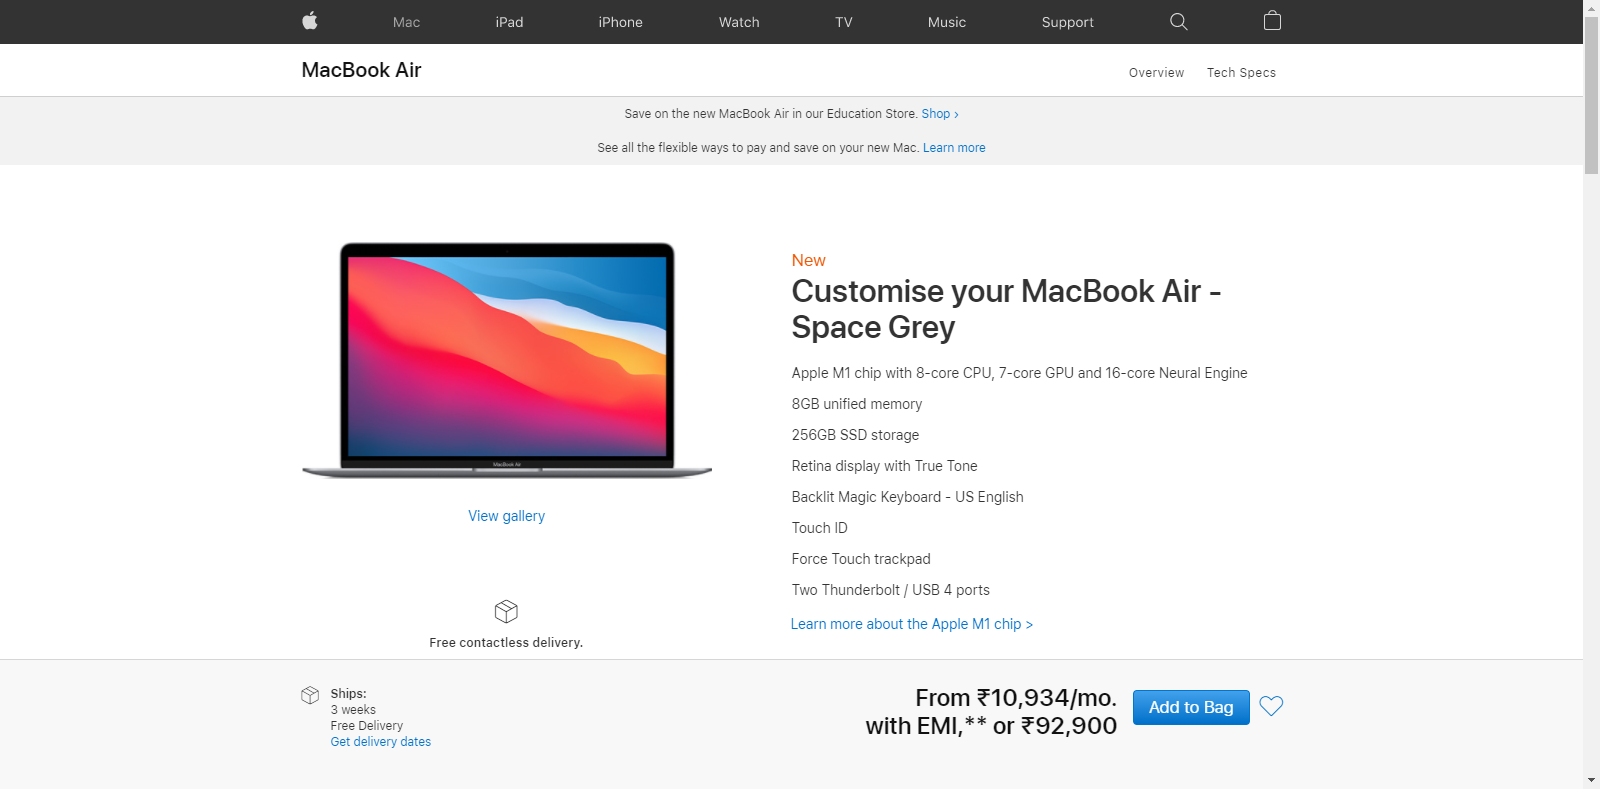 Mac iPad iPhone Watch TV Music Support
MacBook Air
Overview Tech Specs
Save on the new MacBook Air in our Education Store. Shop ›
See all the flexible ways to pay and save on your new Mac. Learn more
MacBook Air
View gallery
Free contactless delivery.
New
Customise your MacBook Air -
Space Grey
Apple M1 chip with 8-core CPU, 7-core GPU and 16-core Neural Engine
8GB unified memory
256GB SSD storage
Retina display with True Tone
Backlit Magic Keyboard - US English
Touch ID
Force Touch trackpad
Two Thunderbolt / USB 4 ports
Learn more about the Apple M1 chip >
Ships:
3 weeks
Free Delivery
Get delivery dates
From ₹10,934/mo.
with EMI,** or ₹92,900
Add to Bag